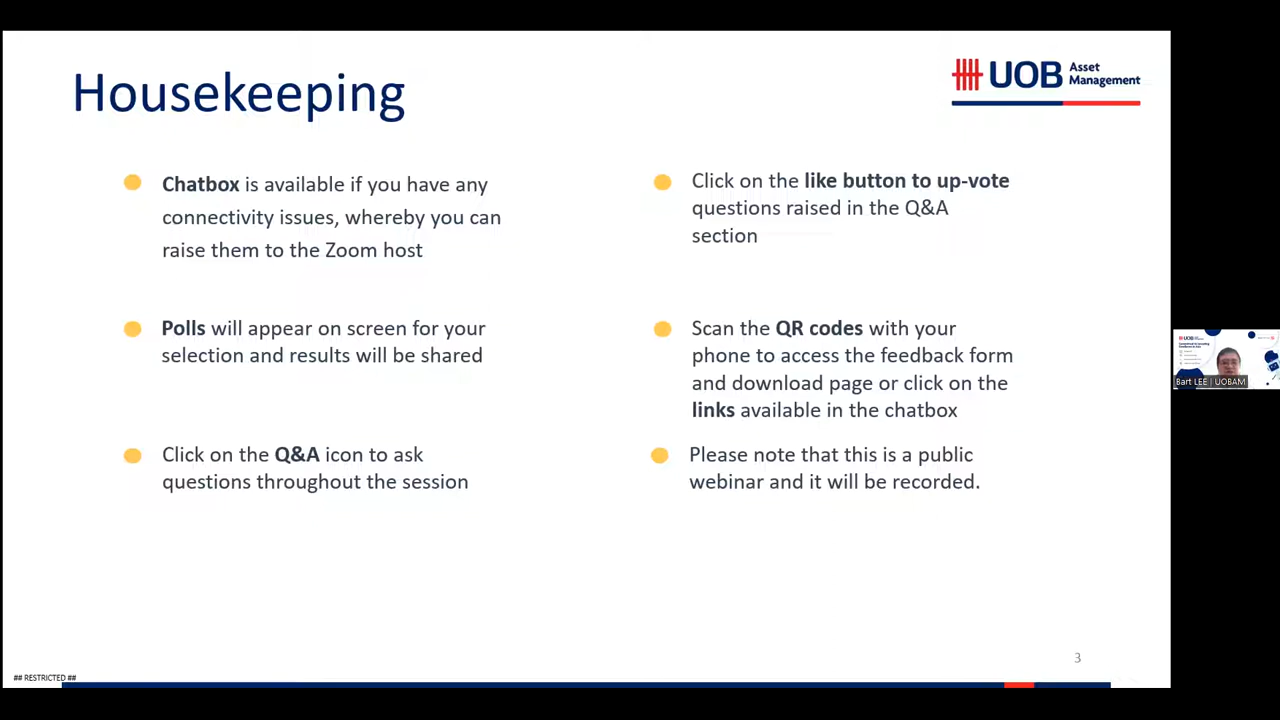 Housekeeping
UOB Asset
Management
Chatbox is available if you have any
connectivity issues, whereby you can
raise them to the Zoom host
Polls will appear on screen for your
selection and results will be shared
Click on the Q&A icon to ask
questions throughout the session
Click on the like button to up-vote
questions raised in the Q&A
section
Scan the QR codes with your
phone to access the feedback form
and download page or click on the
links available in the chatbox
Please note that this is a public
webinar and it will be recorded.
3
## RESTRICTED ##
Bart LEE | UOBAM